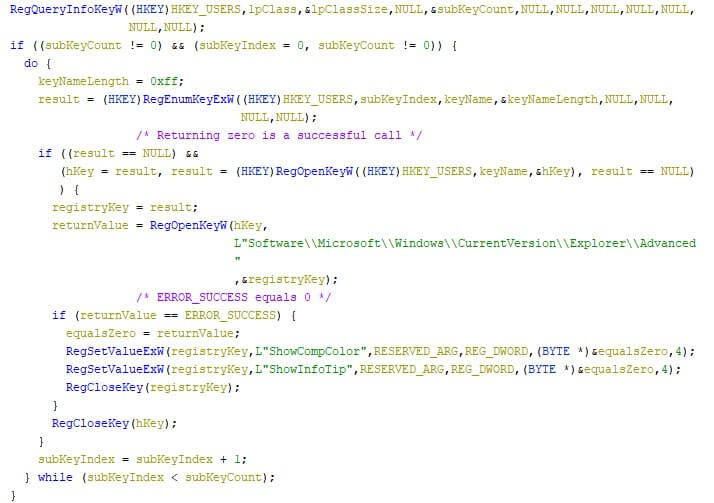 RegQueryInfoKeyW((HKEY)HKEY_USERS,lpClass,&lpClassSize,NULL,&subKeyCount,NULL,NULL,NULL,NULL,NULL,
NULL,NULL);
if ((subKeyCount != 0) && (subKeyIndex = 0, subKeyCount != 0)) {
do {
keyNameLength = 0xff;
result = (HKEY)RegEnumKeyExW((HKEY)HKEY_USERS,subKeyIndex,keyName,&keyNameLength,NULL,NULL,
NULL,NULL);
/* Returning zero is a successful call */
if ((result == NULL) &&
(hKey = result, result = (HKEY)RegOpenKeyW((HKEY)HKEY_USERS,keyName,&hKey), result == NULL)
) {
registryKey = result;
returnValue = RegOpenKeyW(hKey,
L"Software\\Microsoft\\Windows\\CurrentVersion\\Explorer\\Advanced
"
,&registryKey);
/* ERROR_SUCCESS equals 0 */
if (returnValue == ERROR_SUCCESS) {
equalsZero = returnValue;
RegSetValueExW(registryKey,L"ShowCompColor",RESERVED_ARG,REG_DWORD,(BYTE *)&equalsZero,4);
RegSetValueExW(registryKey,L"ShowInfoTip",RESERVED_ARG,REG_DWORD,(BYTE *)&equalsZero,4);
RegCloseKey(registryKey);
}
RegCloseKey(hKey);
}
subKeyIndex = subKeyIndex + 1;
} while (subKeyIndex < subKeyCount);
}